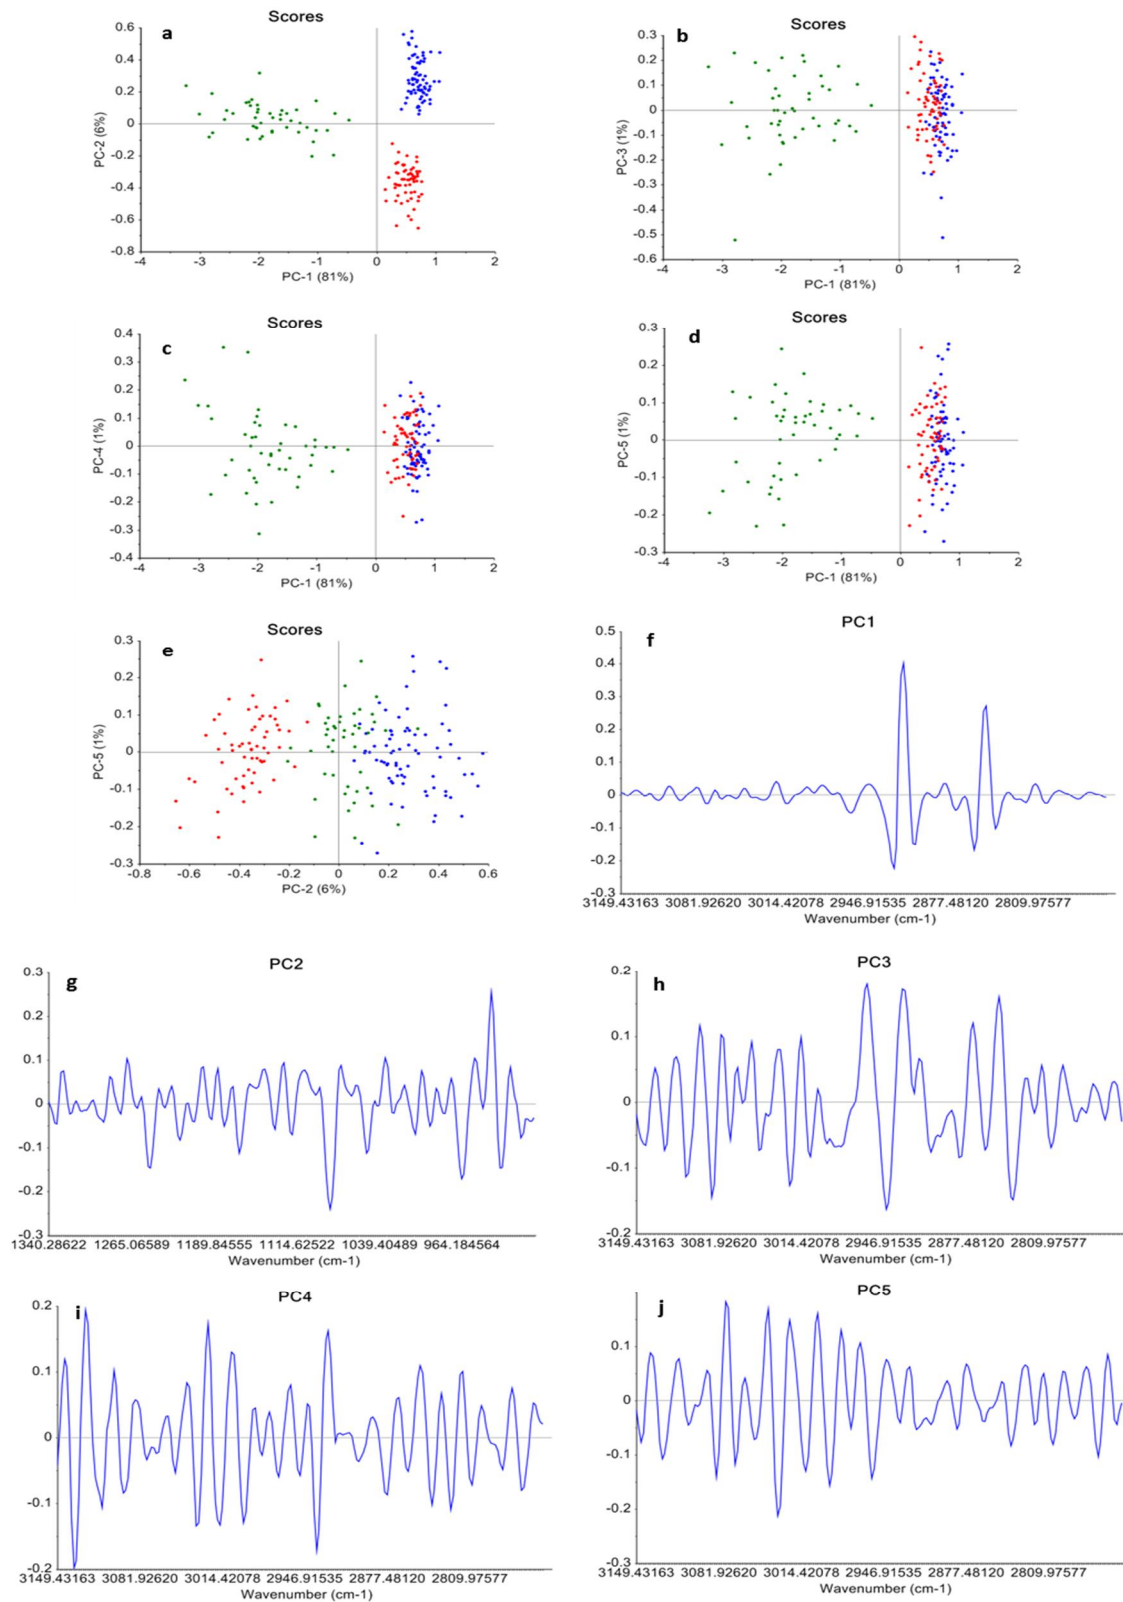 Scores
a
0.6
0.4
0.2
0
-0.2
-0.4
-0.6
-0.8
PC-2 (6%)
-4 -3 -2 -1 0 1 2
PC-1 (81%)
Scores
b
0.3
0.2
0.1
0
-0.1
-0.2
-0.3
-0.4
-0.5
-0.6
PC-3 (1%)
-4 -3 -2 -1 0 1 2
PC-1 (81%)
Scores
c
0.4
0.3
0.2
0.1
0
-0.1
-0.2
-0.3
-0.4
PC-4 (1%)
-4 -3 -2 -1 0 1 2
PC-1 (81%)
Scores
d
0.3
0.2
0.1
0
-0.1
-0.2
-0.3
PC-5 (1%)
-4 -3 -2 -1 0 1 2
PC-1 (81%)
Scores
e
0.3
0.2
0.1
0
-0.1
-0.2
-0.3
PC-5 (1%)
-0.8 -0.6 -0.4 -0.2 0 0.2 0.4 0.6
PC-2 (6%)
PC1
f
0.5
0.4
0.3
0.2
0.1
0
-0.1
-0.2
-0.3
3149.43163 3081.92620 3014.42078 2946.91535 2877.48120 2809.97577
Wavenumber (cm-1)
PC2
g
0.3
0.2
0.1
0
-0.1
-0.2
-0.3
1340.28622 1265.06589 1189.84555 1114.62522 1039.40489 964.184564
Wavenumber (cm-1)
PC3
h
0.2
0.1
0
-0.1
-0.2
3149.43163 3081.92620 3014.42078 2946.91535 2877.48120 2809.97577
Wavenumber (cm-1)
PC4
i
0.2
0.1
0
-0.1
-0.2
3149.43163 3081.92620 3014.42078 2946.91535 2877.48120 2809.97577
Wavenumber (cm-1)
PC5
j
0.1
0
-0.1
-0.2
-0.3
3149.43163 3081.92620 3014.42078 2946.91535 2877.48120 2809.97577
Wavenumber (cm-1)